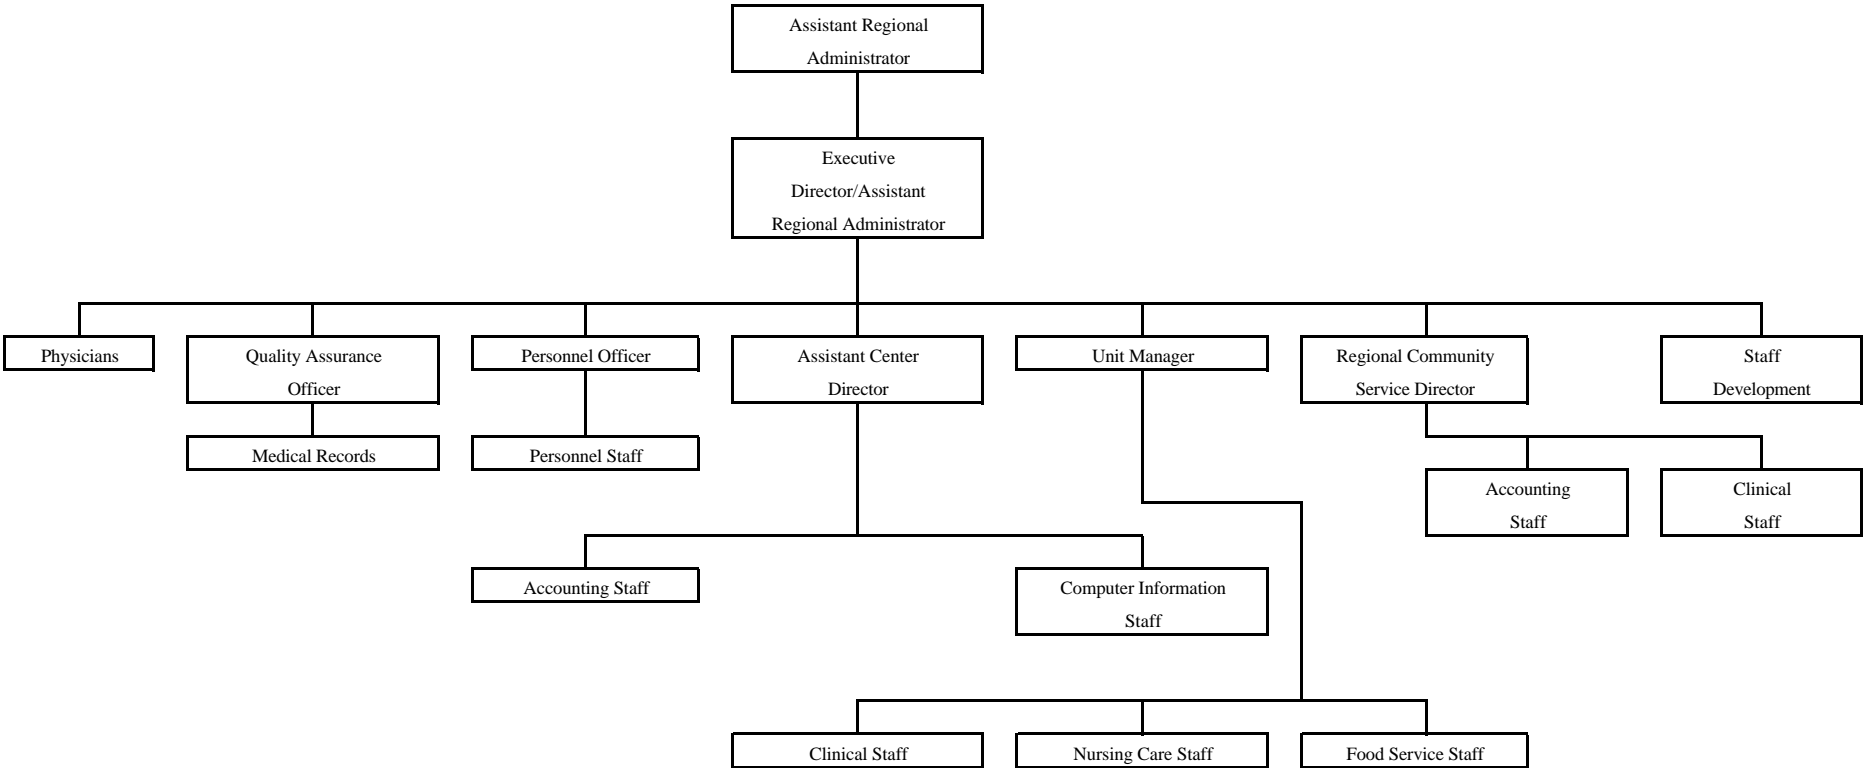 Assistant Regional
Administrator
Executive
Director/Assistant
Regional Administrator
Physicians
Quality Assurance
Officer
Personnel Officer
Assistant Center
Director
Unit Manager
Regional Community
Service Director
Staff
Development
Medical Records
Personnel Staff
Accounting
Staff
Clinical
Staff
Accounting Staff
Computer Information
Staff
Clinical Staff
Nursing Care Staff
Food Service Staff